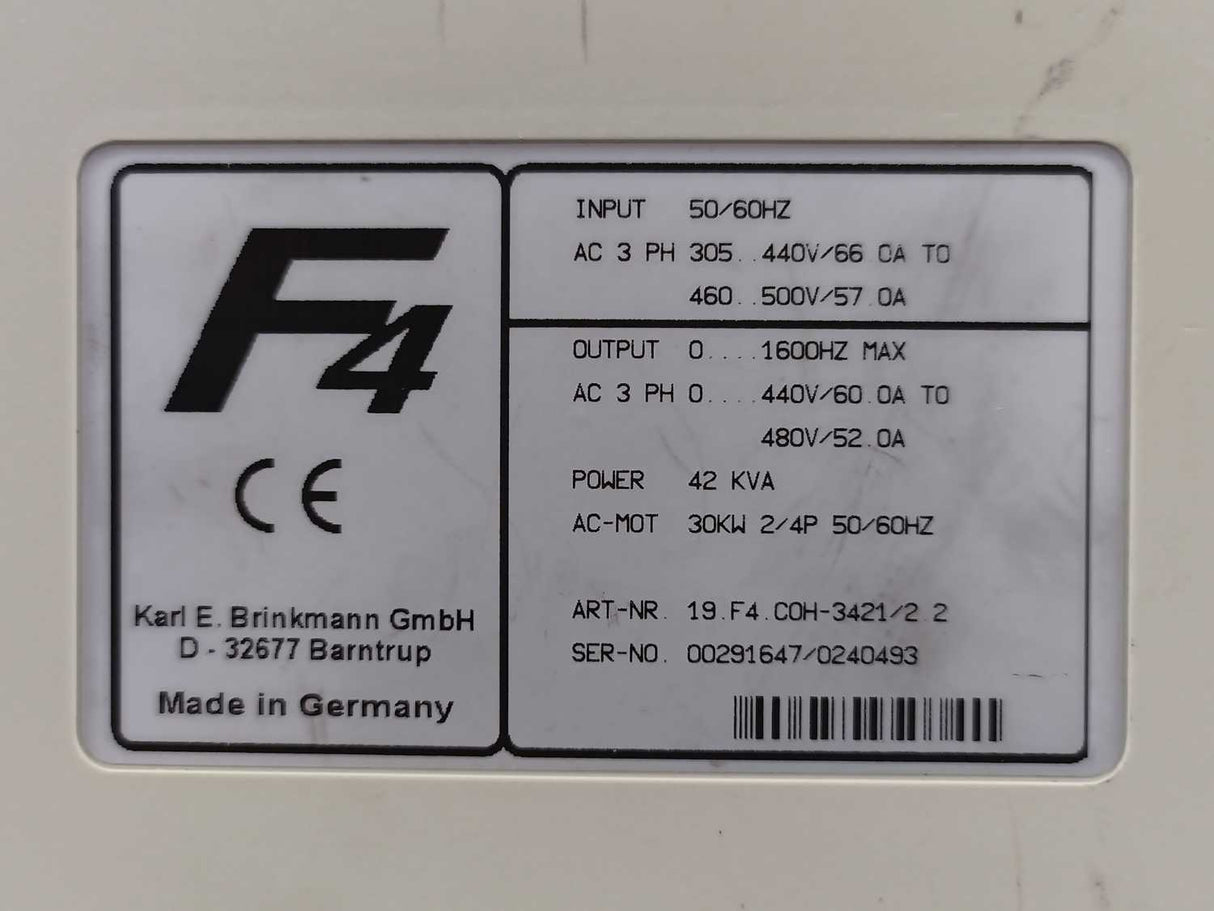 F4
CE
Karl E. Brinkmann GmbH
D - 32677 Barntrup
Made in Germany
INPUT 50/60HZ
AC 3 PH 305..440V/66.0A TO
460..500V/57.0A
OUTPUT 0....1600HZ MAX
AC 3 PH 0....440V/60.0A TO
480V/52.0A
POWER 42 KVA
AC-MOT 30KW 2/4P 50/60HZ
ART-NR. 19.F4.C0H-3421/2.2
SER-NO. 00291647/0240493